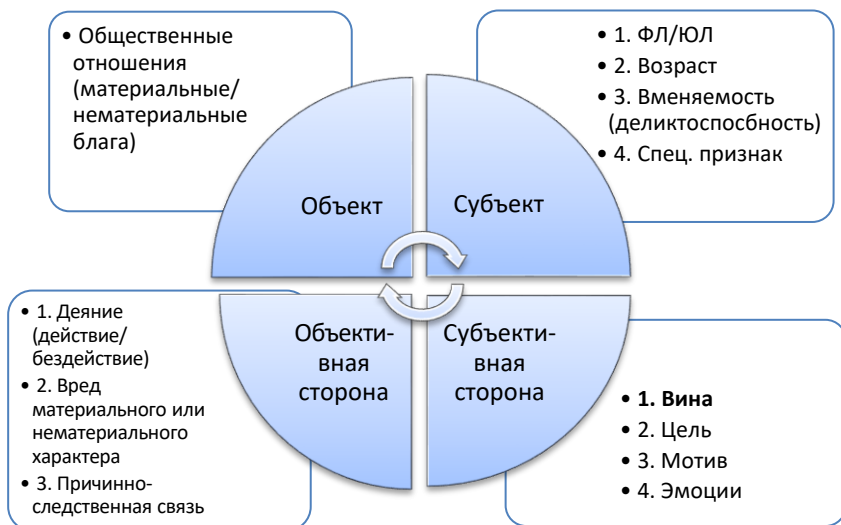 • Общественные
отношения
(материальные/
нематериальные
блага)
• 1. ФЛ/ЮЛ
• 2. Возраст
• 3. Вменяемость
(деликтоспосбность)
• 4. Спец. признак
Объект
Субъект
• 1. Деяние
(действие/
бездействие)
• 2. Вред
материального или
нематериального
характера
• 3. Причинно-
следственная связь
Объекти-
вная
сторона
Субъекти-
вная
сторона
• 1. Вина
• 2. Цель
• 3. Мотив
• 4. Эмоции